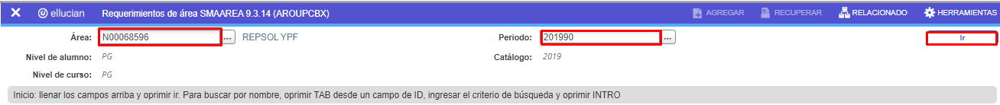 ✕ ellucian Requerimientos de área SMAAREA 9.3.14 (AROUPCBX) AGREGAR RECUPERAR RELACIONADO HERRAMIENTAS
Área: N00068596 ... REPSOL YPF Periodo: 201990 ... Ir
Nivel de alumno: PG Catálogo: 2019
Nivel de curso: PG
Inicio: llenar los campos arriba y oprimir ir. Para buscar por nombre, oprimir TAB desde un campo de ID, ingresar el criterio de búsqueda y oprimir INTRO